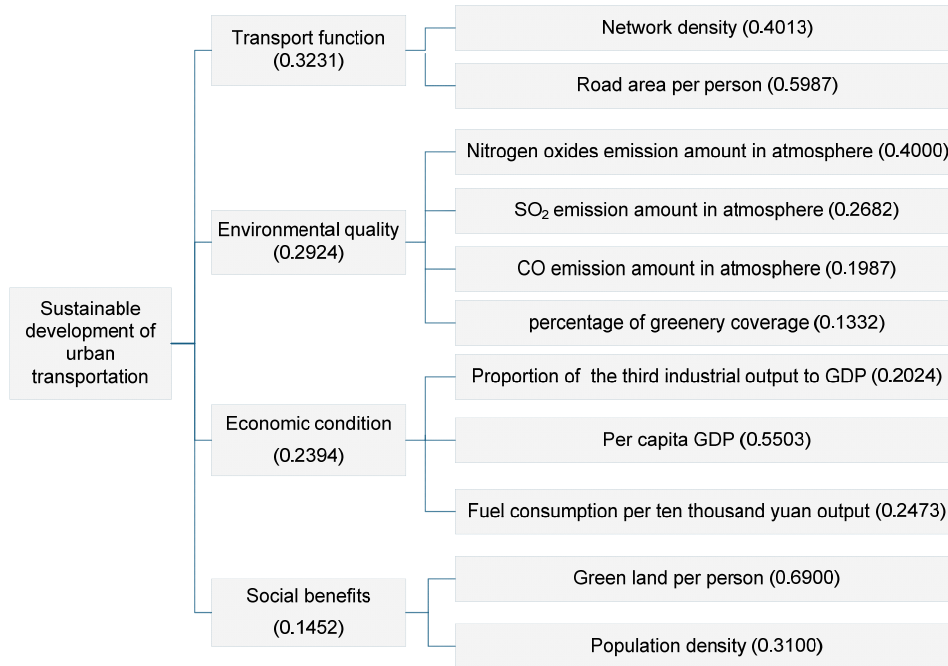 Sustainable
development of
urban
transportation
Transport function
(0.3231)
Network density (0.4013)
Road area per person (0.5987)
Environmental quality
(0.2924)
Nitrogen oxides emission amount in atmosphere (0.4000)
SO₂ emission amount in atmosphere (0.2682)
CO emission amount in atmosphere (0.1987)
percentage of greenery coverage (0.1332)
Economic condition
(0.2394)
Proportion of the third industrial output to GDP (0.2024)
Per capita GDP (0.5503)
Fuel consumption per ten thousand yuan output (0.2473)
Social benefits
(0.1452)
Green land per person (0.6900)
Population density (0.3100)